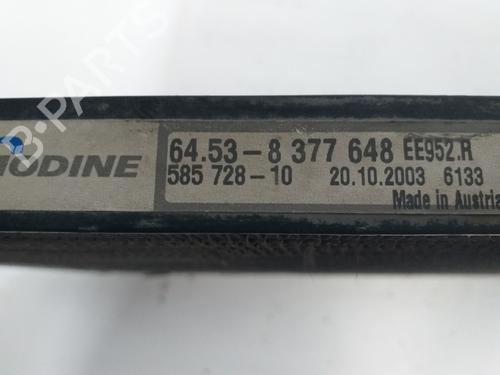 B-PARTS
MODINE
64.53-8 377 648 EE952.R
585 728-10 20.10.2003 6133
Made in Austria